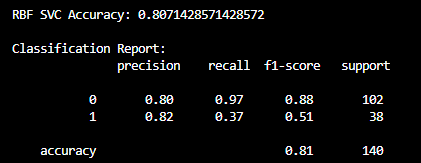 RBF SVC Accuracy: 0.8071428571428572
Classification Report:
precision recall f1-score support
0 0.80 0.97 0.88 102
1 0.82 0.37 0.51 38
accuracy 0.81 140